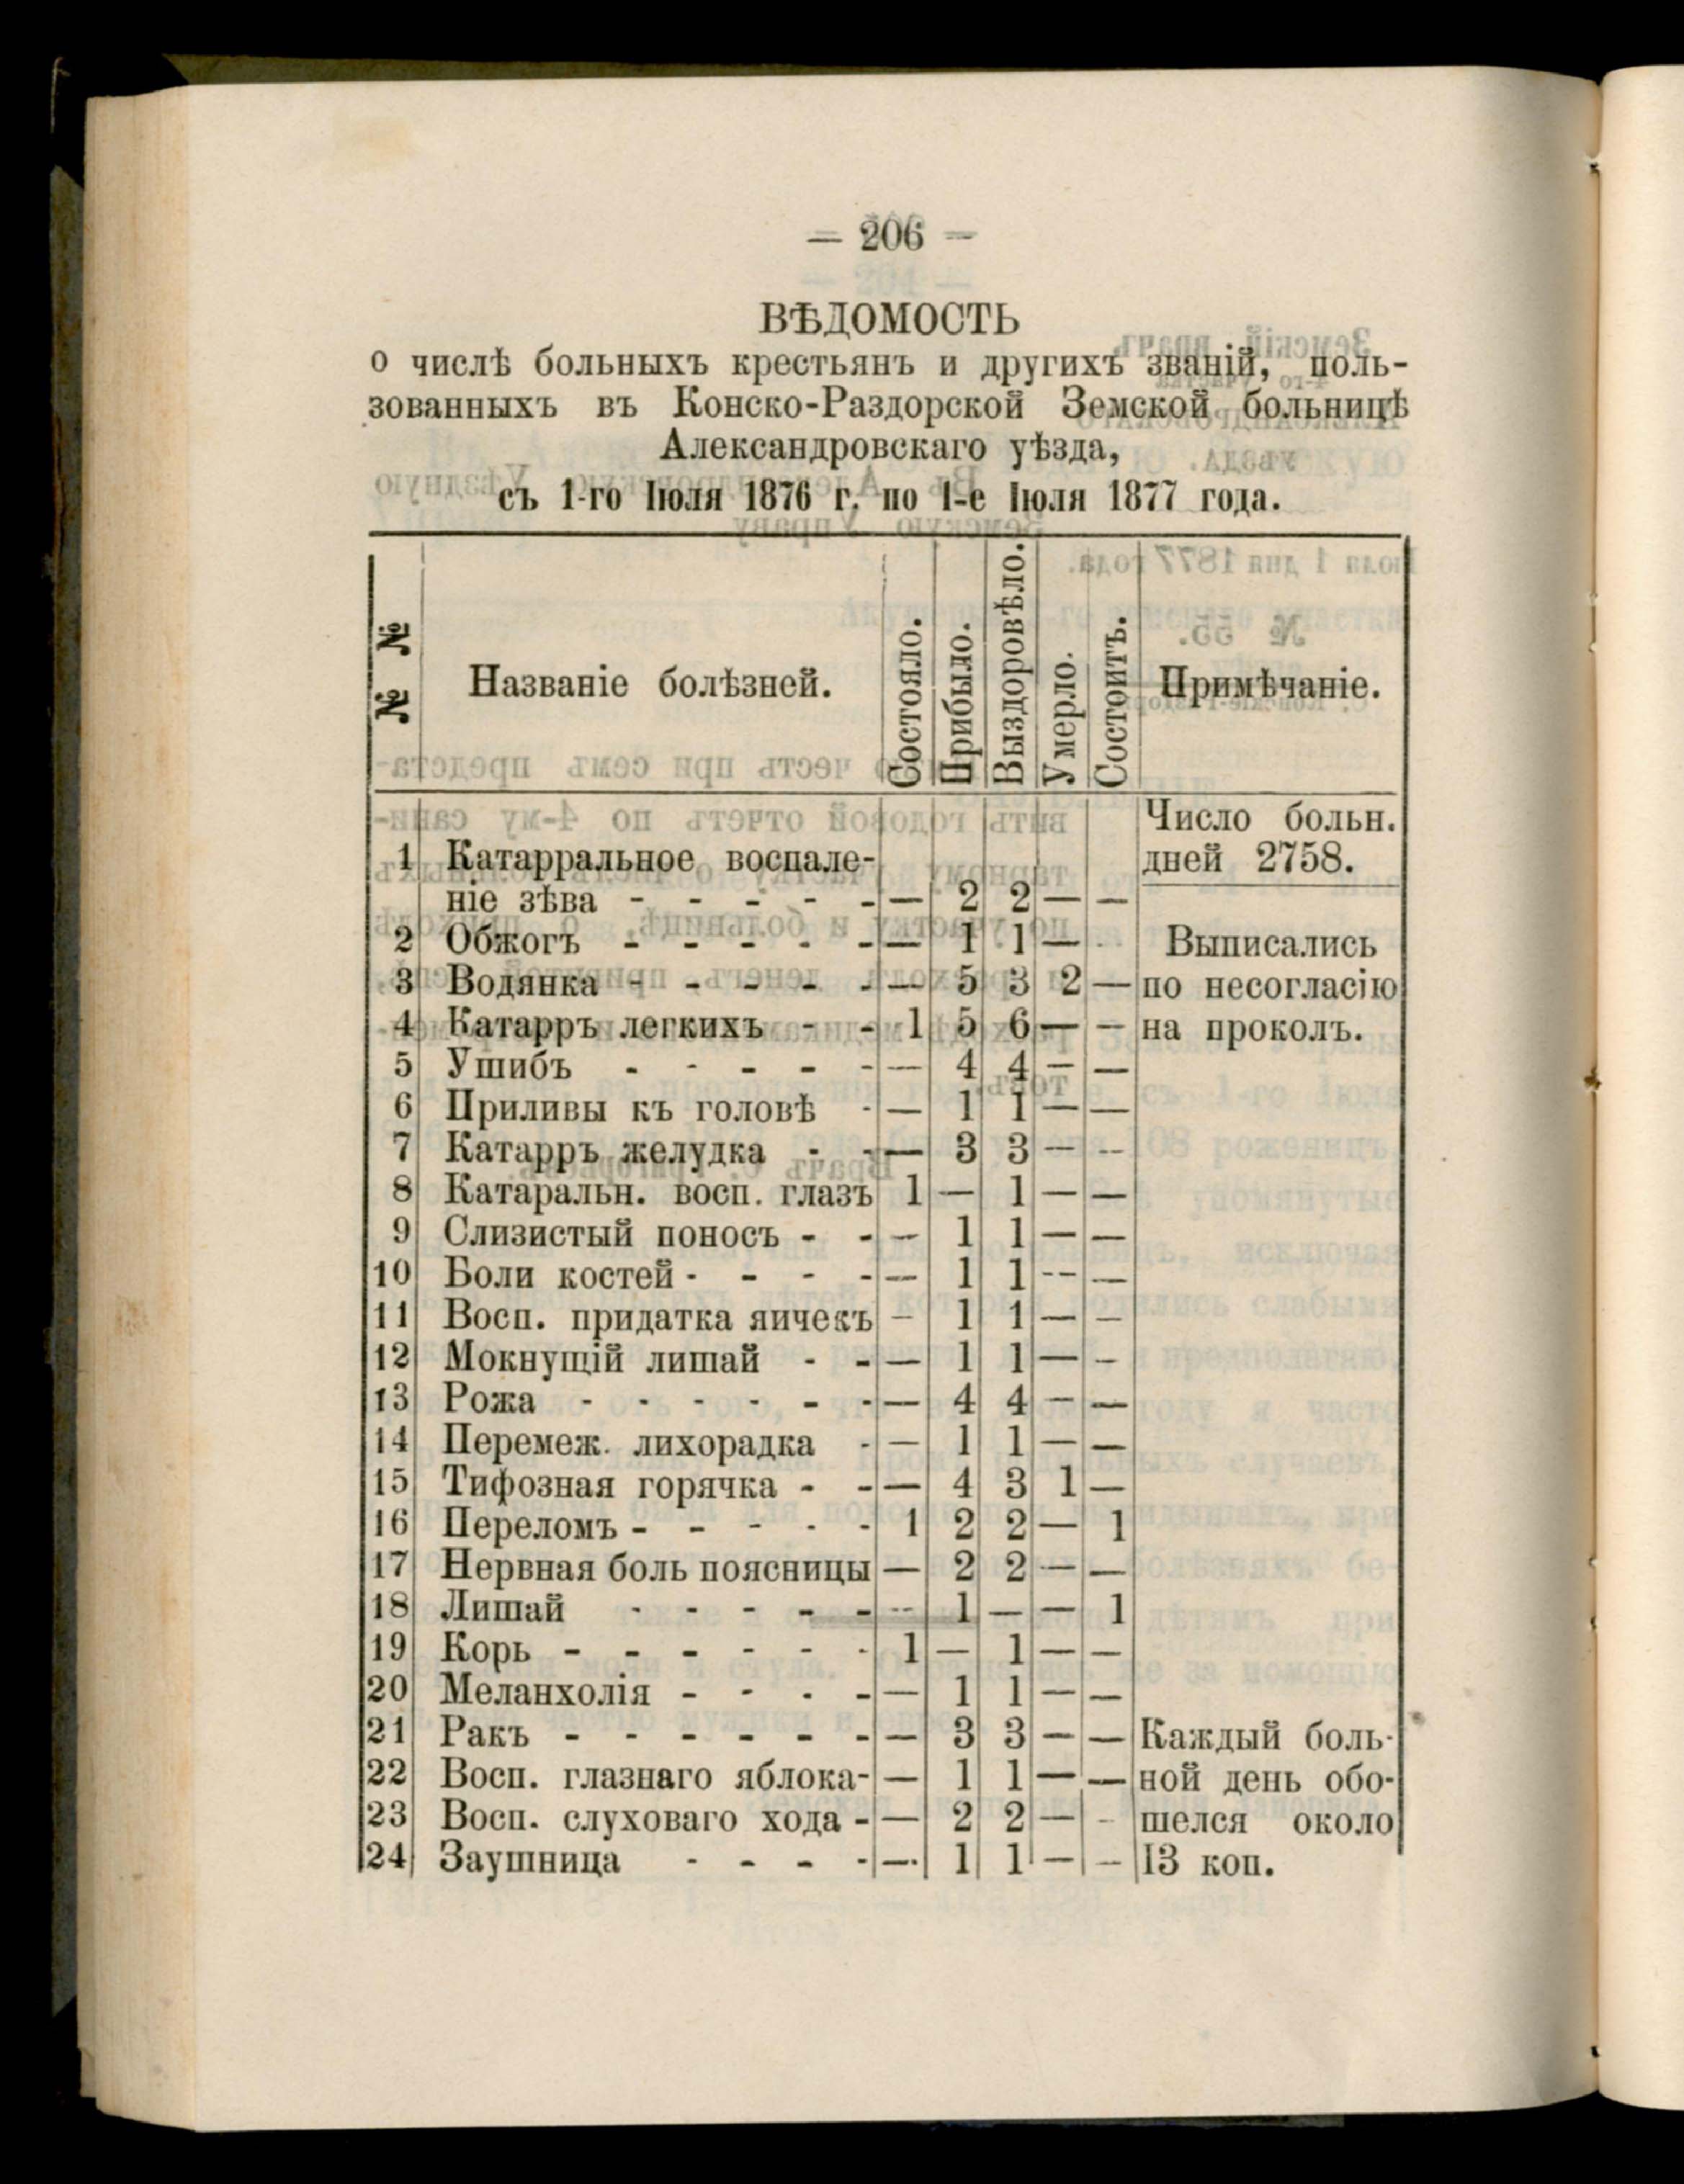 — 206 —
ВѢДОМОСТЬ
о числѣ больныхъ крестьянъ и другихъ званій, поль-
зованныхъ въ Конско-Раздорской Земской больницѣ
Александровскаго уѣзда,
съ 1-го Іюля 1876 г. по 1-е Іюля 1877 года.
№ № Названіе болѣзней. Состояло. Прибыло. Выздоровѣло. Умерло. Состоитъ. Примѣчаніе.
Число больн.
1 Катарральное воспале- дней 2758.
ніе зѣва - - - - - — 2 2 — —
2 Обжогъ - - - - - — 1 1 — - Выписались
3 Водянка - - - - - — 5 3 2 — по несогласію
4 Катарръ легкихъ - - 1 5 6 — — на проколъ.
5 Ушибъ - - - - - — 4 4 — —
6 Приливы къ головѣ - — 1 1 — —
7 Катарръ желудка - - — 3 3 — —
8 Катаральн. восп. глазъ 1 — 1 — —
9 Слизистый поносъ - - — 1 1 — —
10 Боли костей - - - - — 1 1 — —
11 Восп. придатка яичекъ — 1 1 — —
12 Мокнущій лишай - - — 1 1 — —
13 Рожа - - - - - - — 4 4 — —
14 Перемеж. лихорадка - — 1 1 — —
15 Тифозная горячка - - — 4 3 1 —
16 Переломъ - - - - - 1 2 2 — 1
17 Нервная боль поясницы — 2 2 — —
18 Лишай - - - - - — 1 — — 1
19 Корь - - - - - - 1 — 1 — —
20 Меланхолія - - - - — 1 1 — —
21 Ракъ - - - - - - — 3 3 — — Каждый боль-
22 Восп. глазнаго яблока - — 1 1 — — ной день обо-
23 Восп. слуховаго хода - — 2 2 — — шелся около
24 Заушница - - - - — 1 1 — — 13 коп.